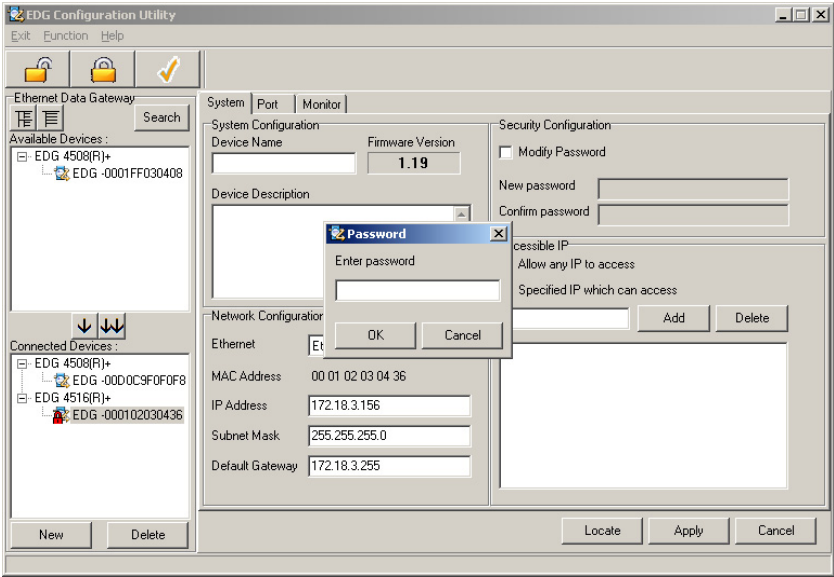 EDG Configuration Utility
Exit Function Help
Ethernet Data Gateway
Search
Available Devices :
EDG 4508(R)+
EDG -0001FF030408
Connected Devices :
EDG 4508(R)+
EDG -00D0C9F0F0F8
EDG 4516(R)+
EDG -000102030436
New Delete
System Port Monitor
System Configuration
Device Name Firmware Version
1.19
Device Description
Network Configuration
Ethernet
MAC Address 00 01 02 03 04 36
IP Address 172.18.3.156
Subnet Mask 255.255.255.0
Default Gateway 172.18.3.255
Password
Enter password
OK Cancel
Security Configuration
Modify Password
New password
Confirm password
IP
Allow any IP to access
Specified IP which can access
Add Delete
Locate Apply Cancel